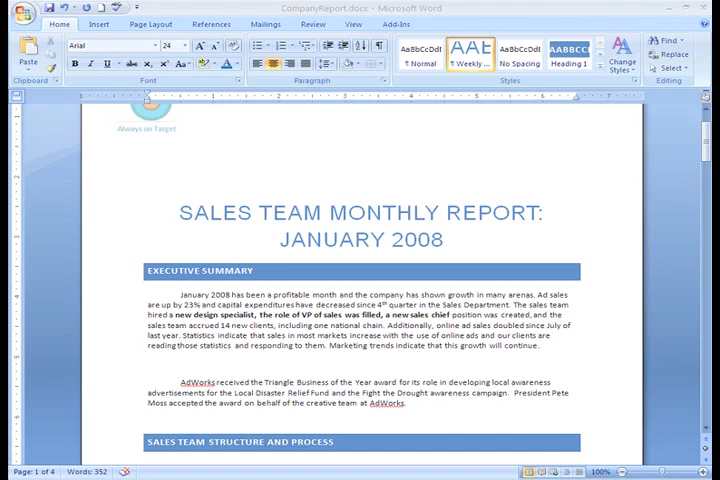 CompanyReport.docx - Microsoft Word
Home Insert Page Layout References Mailings Review View Add-Ins
Arial 24 AaBbCcDdE AAE AaBbCcDd AABBCC Find
Replace
Paste Change Styles Select
¶ Normal ¶ Weekly ... No Spacing Heading 1
Clipboard Font Paragraph Styles Editing
Always on Target
SALES TEAM MONTHLY REPORT:
JANUARY 2008
EXECUTIVE SUMMARY
January 2008 has been a profitable month and the company has shown growth in many arenas. Ad sales
are up by 23% and capital expenditures have decreased since 4th quarter in the Sales Department. The sales team
hired a new design specialist, the role of VP of sales was filled, a new sales chief position was created, and the
sales team accrued 14 new clients, including one national chain. Additionally, online ad sales doubled since July of
last year. Statistics indicate that sales in most markets increase with the use of online ads and our clients are
reading those statistics and responding to them. Marketing trends indicate that this growth will continue.
AdWorks received the Triangle Business of the Year award for its role in developing local awareness
advertisements for the Local Disaster Relief Fund and the Fight the Drought awareness campaign. President Pete
Moss accepted the award on behalf of the creative team at AdWorks.
SALES TEAM STRUCTURE AND PROCESS
Page: 1 of 4 Words: 352 100%